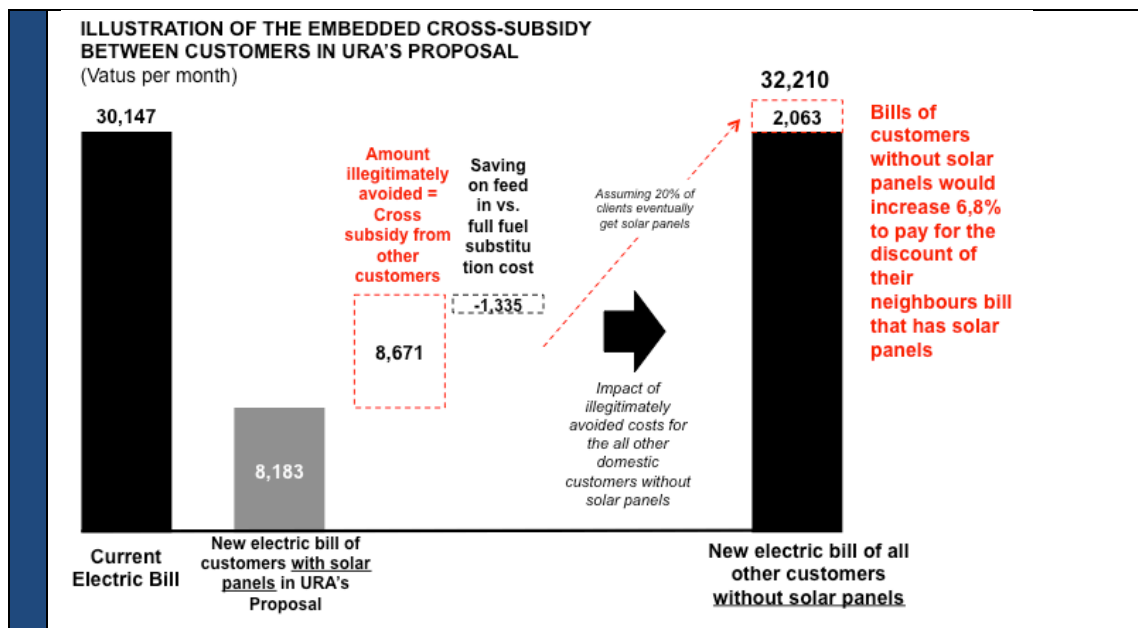 ILLUSTRATION OF THE EMBEDDED CROSS-SUBSIDY
BETWEEN CUSTOMERS IN URA'S PROPOSAL
(Vatus per month)
30,147
Current
Electric Bill
8,183
New electric bill of
customers with solar
panels in URA's
Proposal
Amount
illegitimately
avoided =
Cross
subsidy from
other
customers
8,671
Saving
on feed
in vs.
full fuel
substitu
tion cost
-1,335
Assuming 20% of
clients eventually
get solar panels
Impact of
illegitimately
avoided costs for
the all other
domestic
customers without
solar panels
32,210
2,063
New electric bill of all
other customers
without solar panels
Bills of
customers
without solar
panels would
increase 6,8%
to pay for the
discount of
their
neighbours bill
that has solar
panels